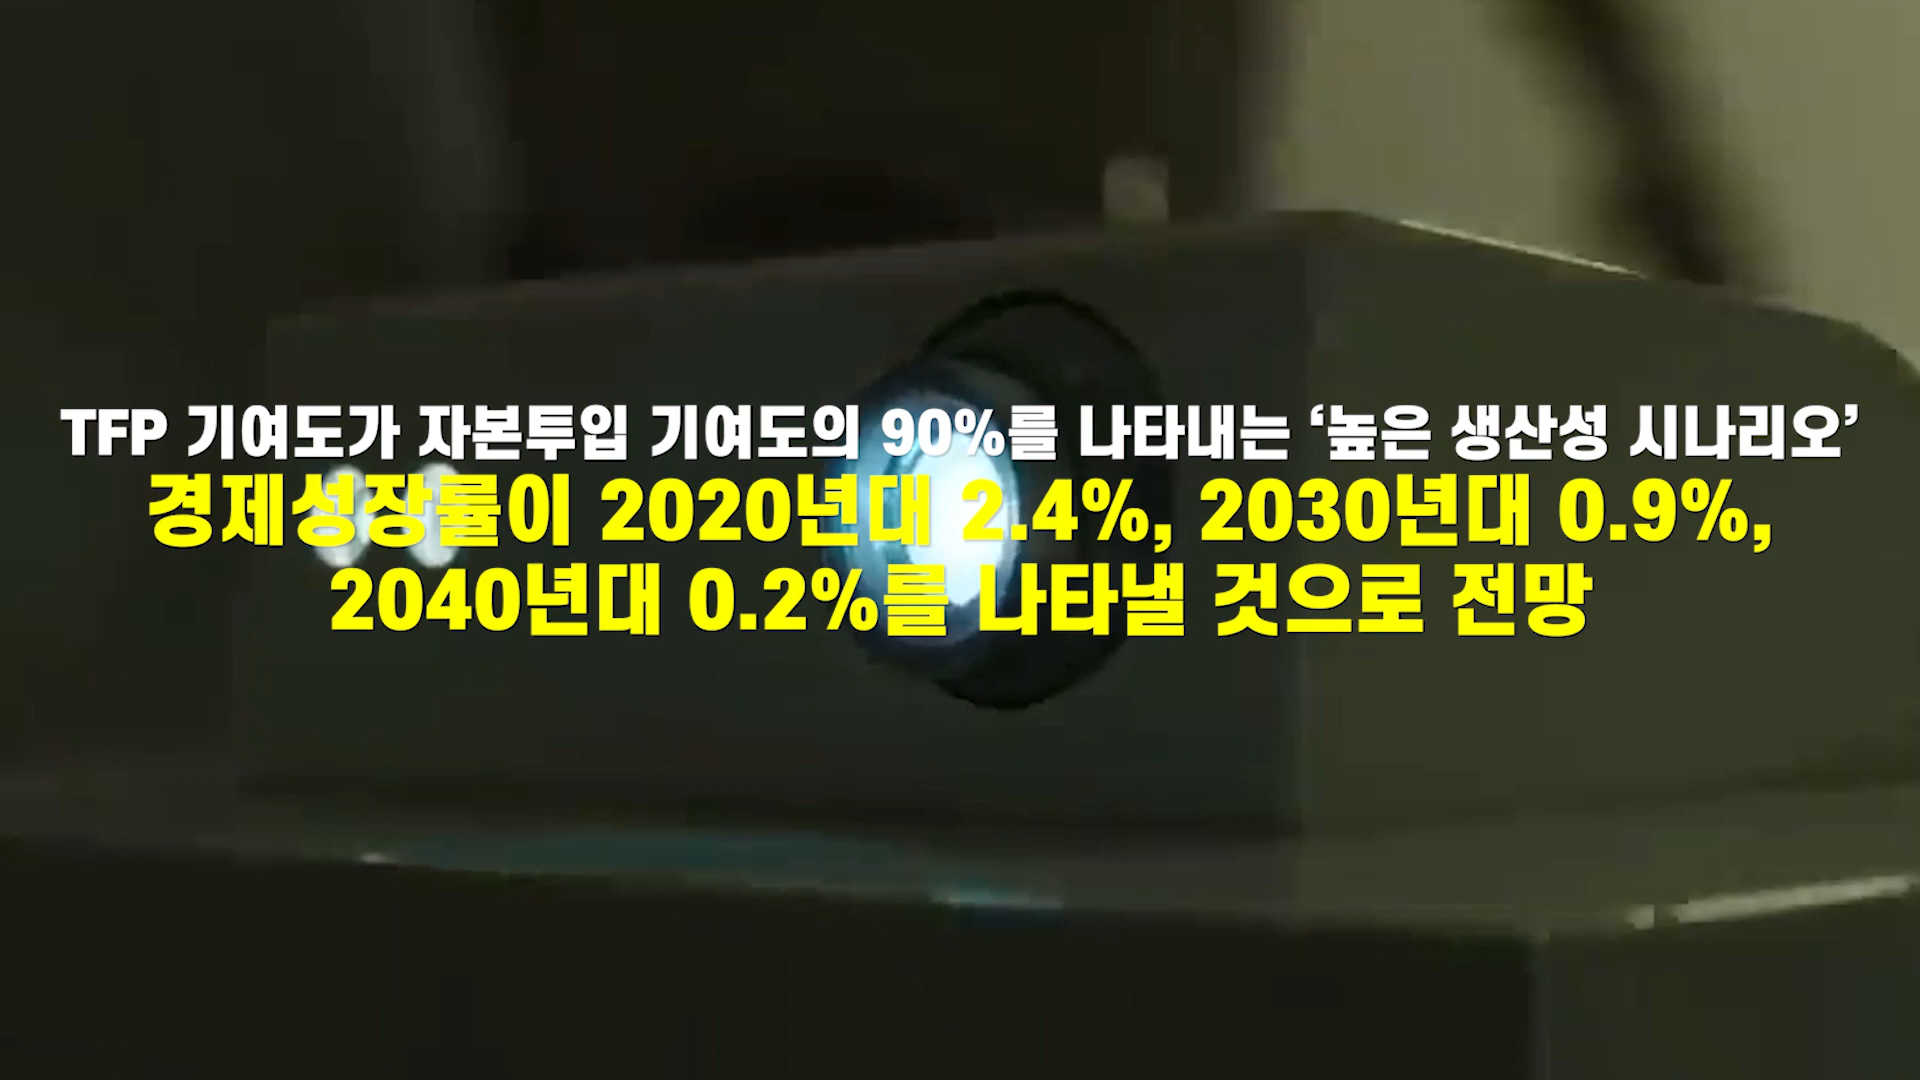 TFP 기여도가 자본투입 기여도의 90%를 나타내는 ‘높은 생산성 시나리오’
경제성장률이 2020년대 2.4%, 2030년대 0.9%,
2040년대 0.2%를 나타낼 것으로 전망